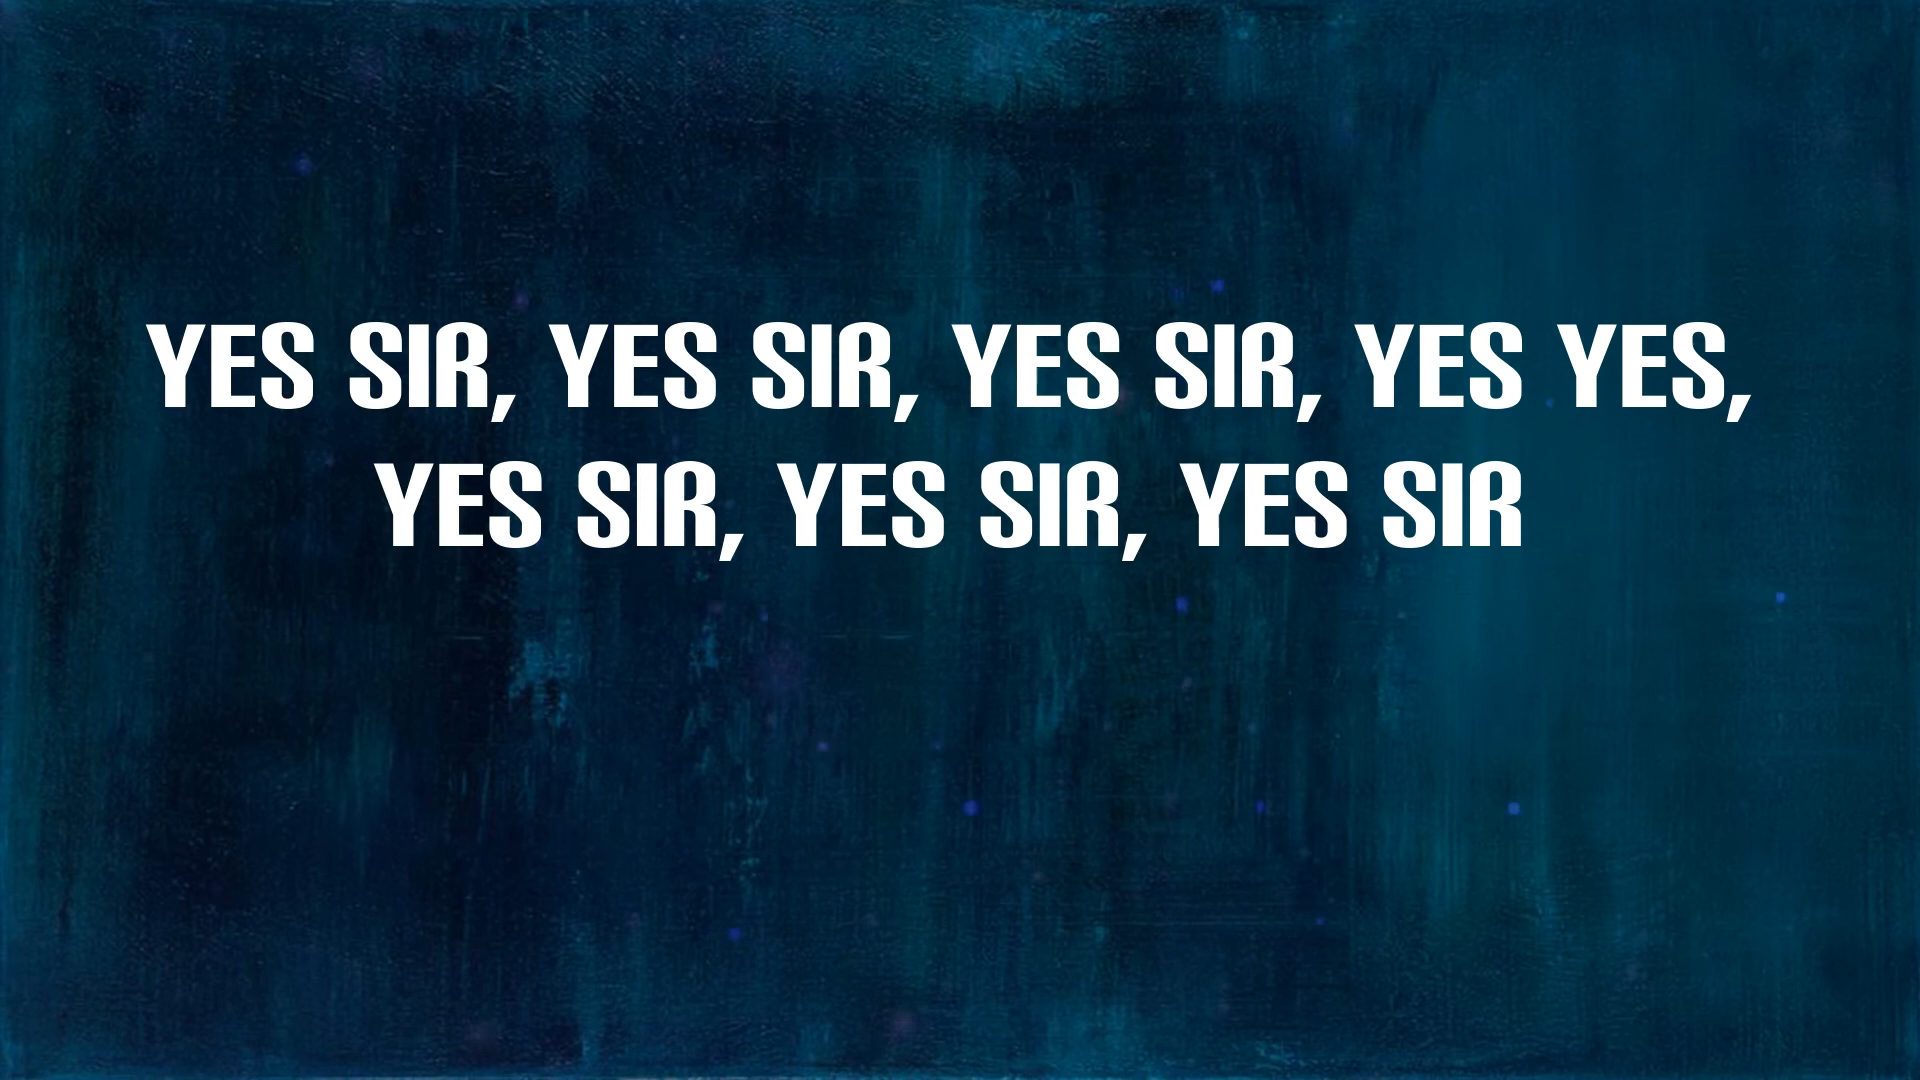 YES SIR, YES SIR, YES SIR, YES YES,
YES SIR, YES SIR, YES SIR